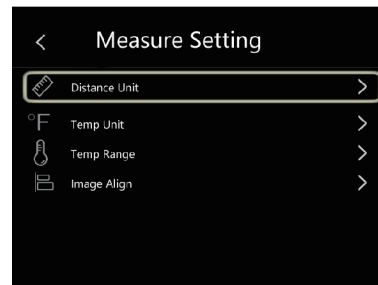 Measure Setting
Distance Unit
°F Temp Unit
Temp Range
Image Align